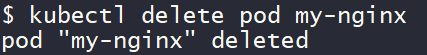 $ kubectl delete pod my-nginx
pod "my-nginx" deleted